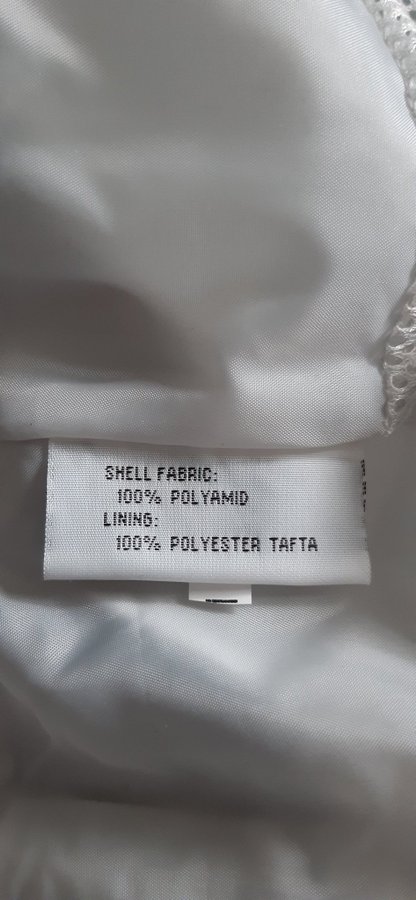 SHELL FABRIC:
100% POLYAMID
LINING:
100% POLYESTER TAFTA